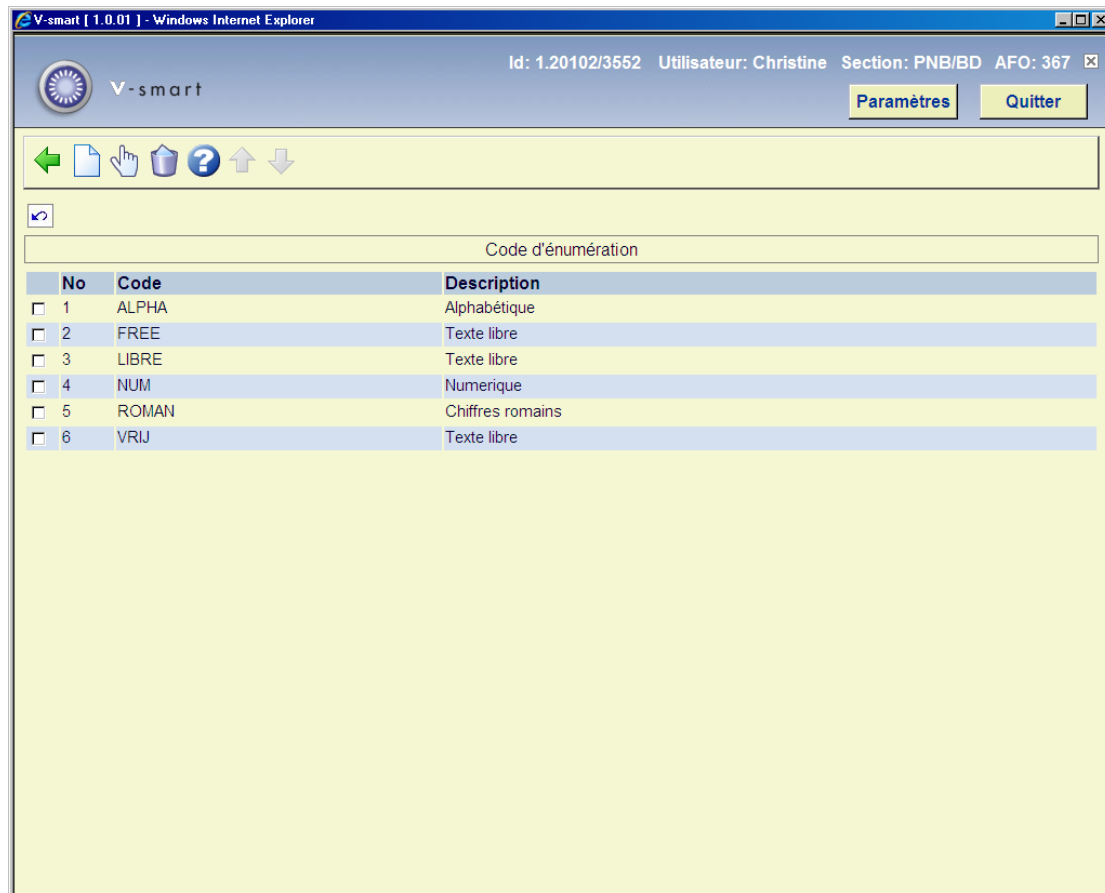 V-smart [ 1.0.01 ] - Windows Internet Explorer
Id: 1.20102/3552 Utilisateur: Christine Section: PNB/BD AFO: 367
V-smart
Paramètres Quitter
Code d'énumération
No Code Description
1 ALPHA Alphabétique
2 FREE Texte libre
3 LIBRE Texte libre
4 NUM Numerique
5 ROMAN Chiffres romains
6 VRIJ Texte libre